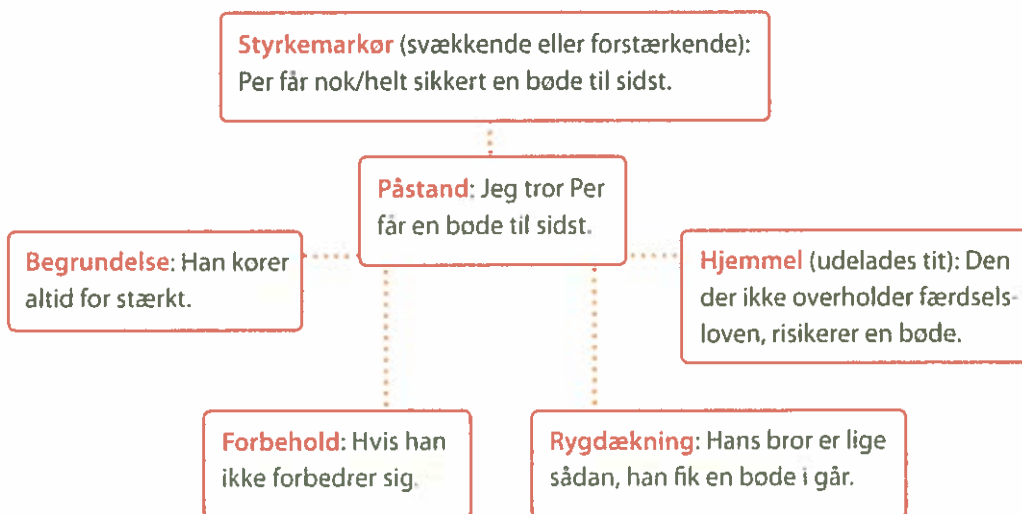 Styrkemarkør (svækkende eller forstærkende):
Per får nok/helt sikkert en bøde til sidst.
Påstand: Jeg tror Per
får en bøde til sidst.
Begrundelse: Han kører
altid for stærkt.
Hjemmel (udelades tit): Den
der ikke overholder færdsels-
loven, risikerer en bøde.
Forbehold: Hvis han
ikke forbedrer sig.
Rygdækning: Hans bror er lige
sådan, han fik en bøde i går.